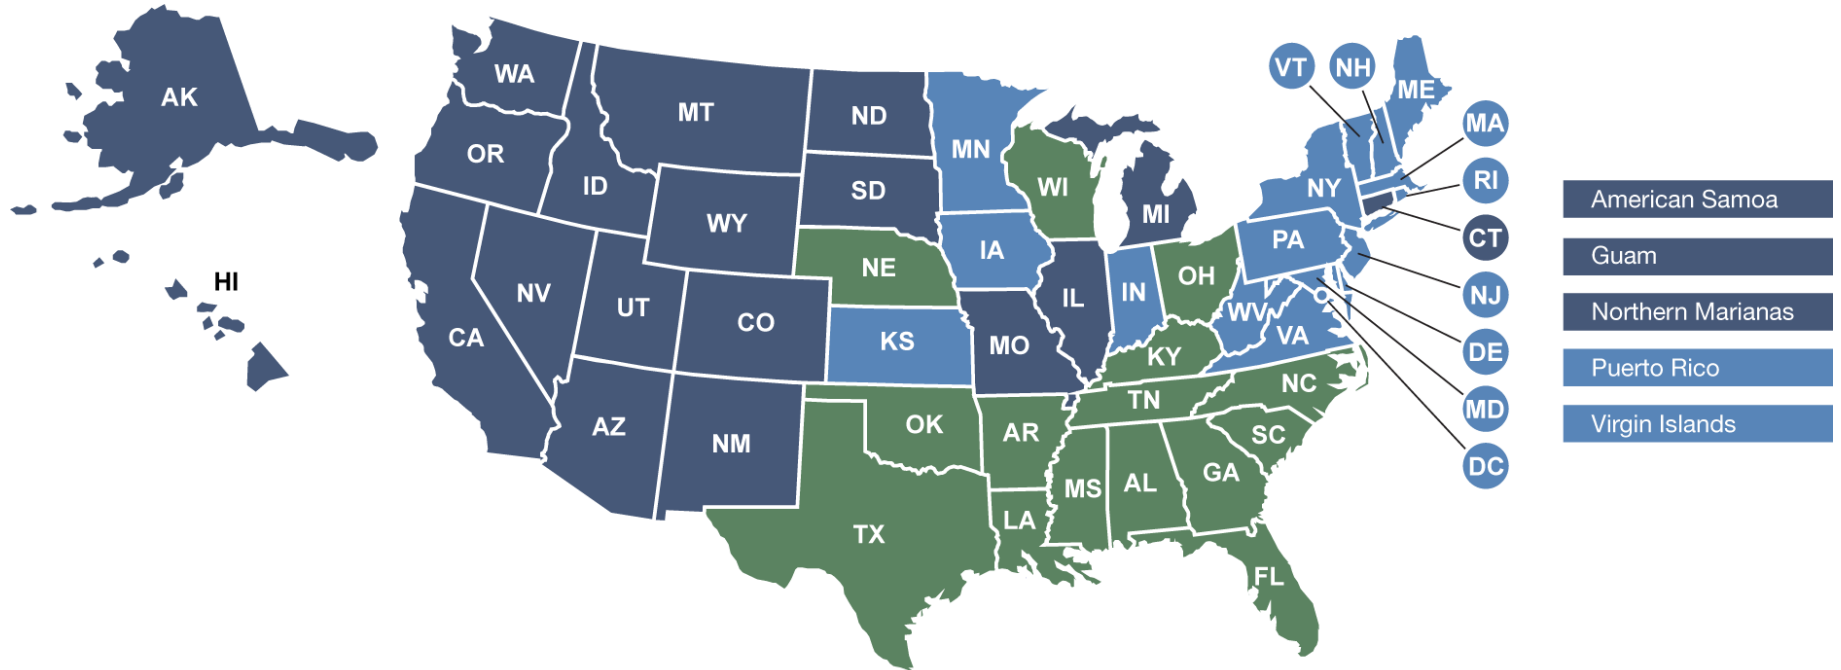 AK
HI
WA
OR
CA
NV
ID
MT
WY
UT
CO
AZ
NM
ND
SD
NE
KS
OK
TX
MN
IA
MO
AR
LA
WI
IL
MI
IN
OH
KY
TN
MS
AL
GA
FL
SC
NC
VA
WV
PA
NY
ME
VT
NH
MA
RI
CT
NJ
DE
MD
DC
American Samoa
Guam
Northern Marianas
Puerto Rico
Virgin Islands